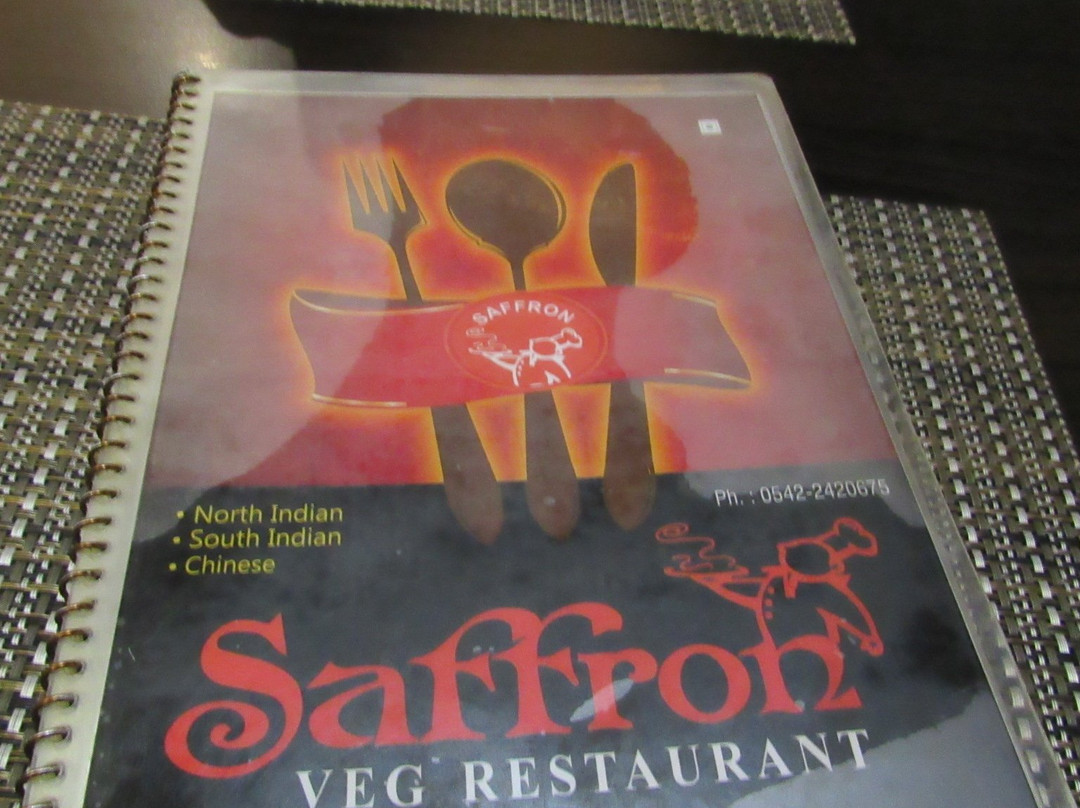 SAFFRON
Ph. : 0542-2420675
• North Indian
• South Indian
• Chinese
Saffron
VEG RESTAURANT